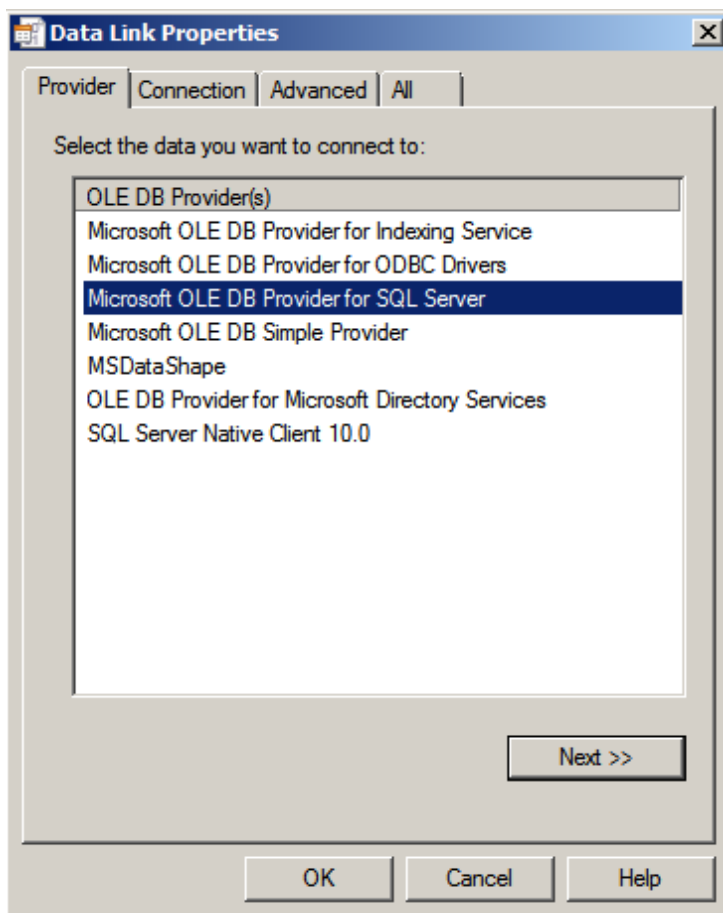 Data Link Properties
Provider Connection Advanced All
Select the data you want to connect to:
OLE DB Provider(s)
Microsoft OLE DB Provider for Indexing Service
Microsoft OLE DB Provider for ODBC Drivers
Microsoft OLE DB Provider for SQL Server
Microsoft OLE DB Simple Provider
MSDataShape
OLE DB Provider for Microsoft Directory Services
SQL Server Native Client 10.0
Next >>
OK Cancel Help